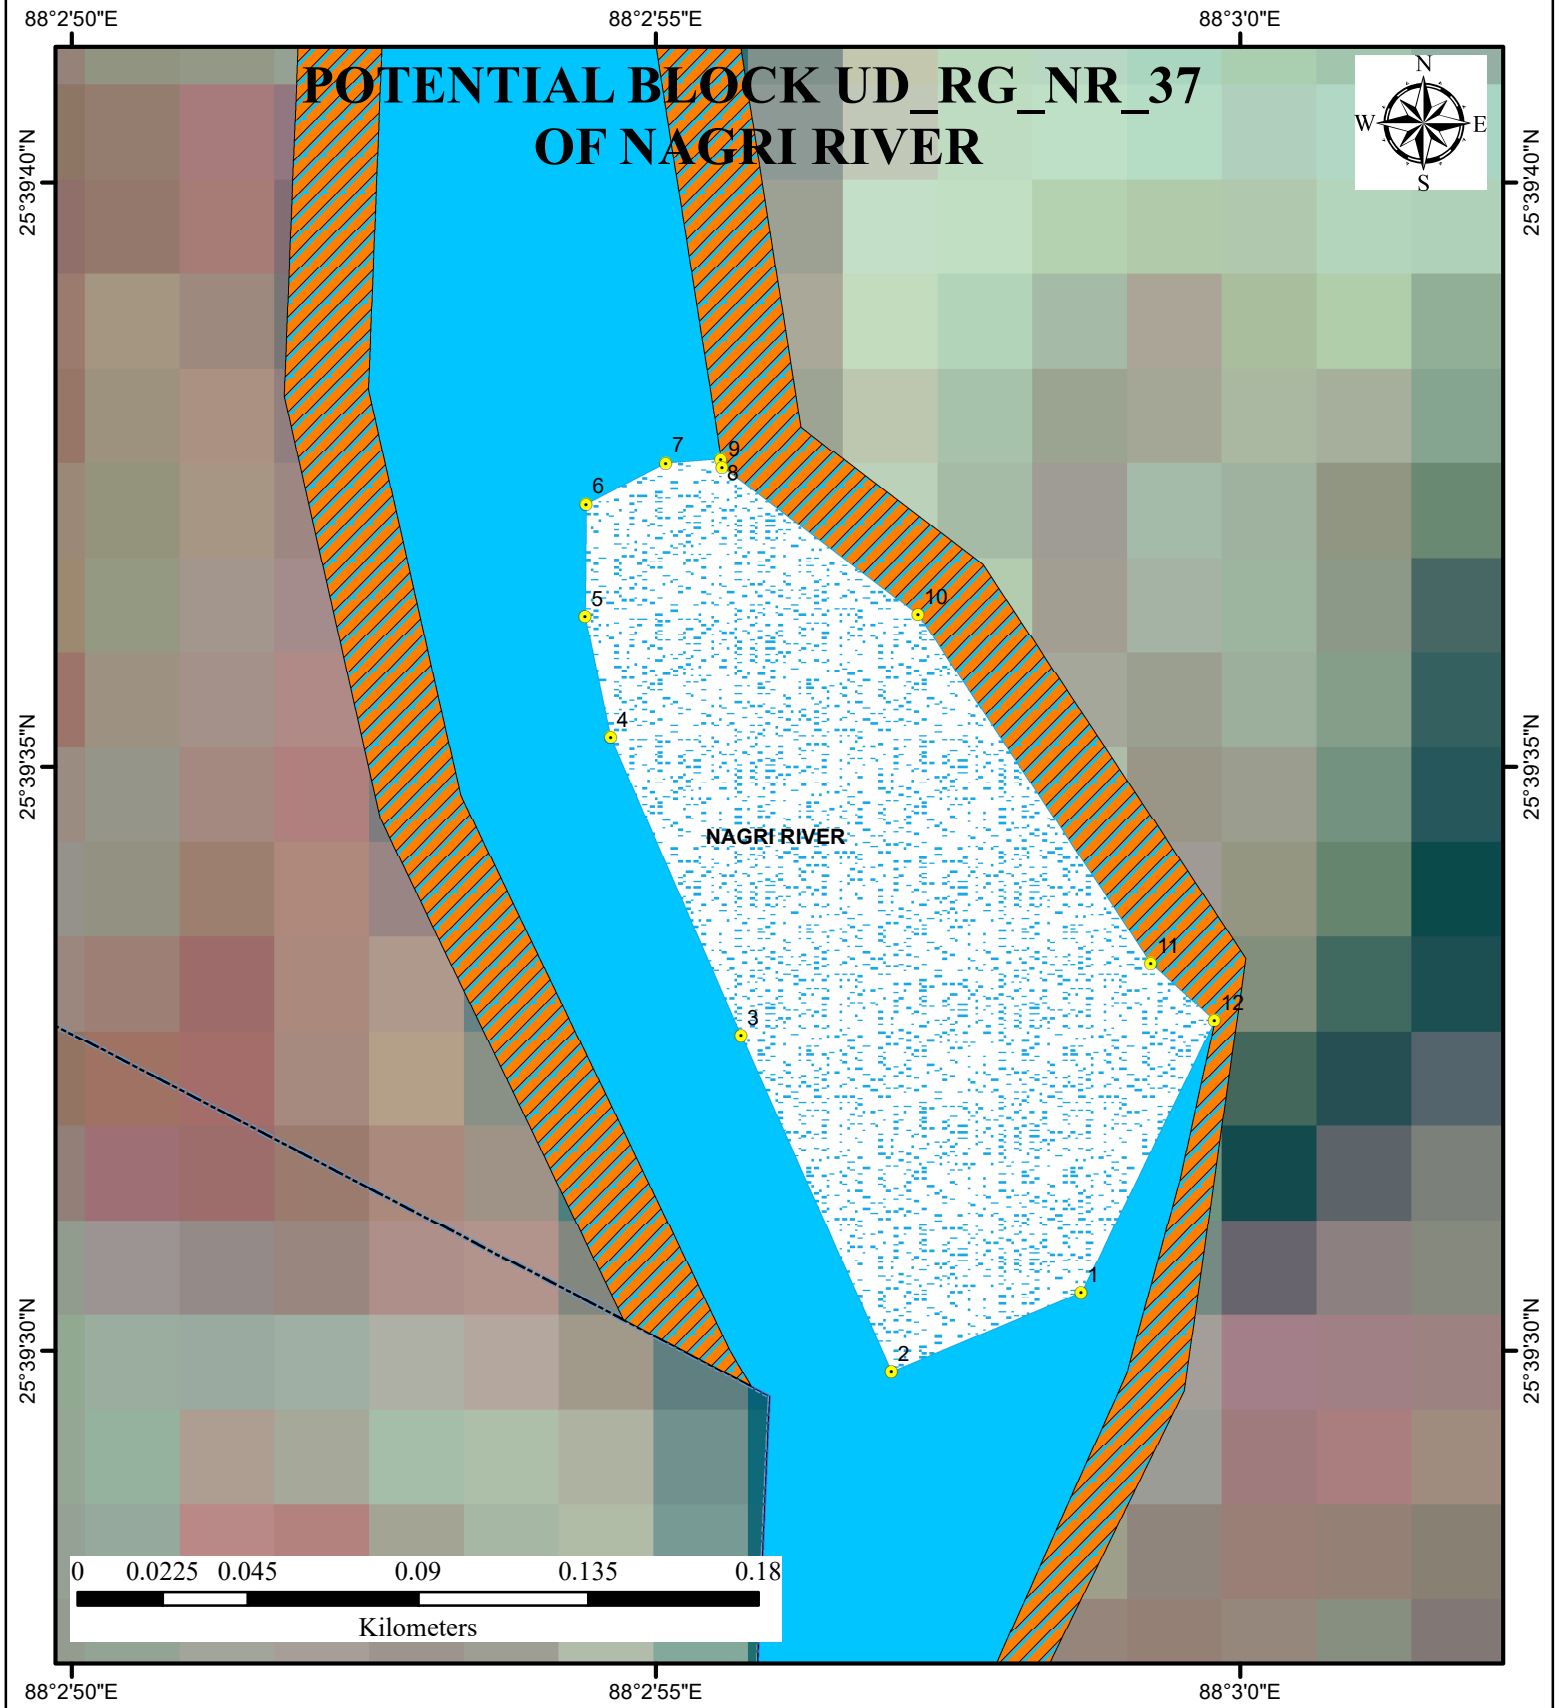 88°2'50"E 88°2'55"E 88°3'0"E
POTENTIAL BLOCK UD_RG_NR_37
OF NAGRI RIVER
N
W E
S
25°39'40"N 25°39'40"N
7
9
8
6
10
5
4
25°39'35"N 25°39'35"N
NAGRI RIVER
11
12
3
1
25°39'30"N 25°39'30"N
2
0 0.0225 0.045 0.09 0.135 0.18
Kilometers
88°2'50"E 88°2'55"E 88°3'0"E